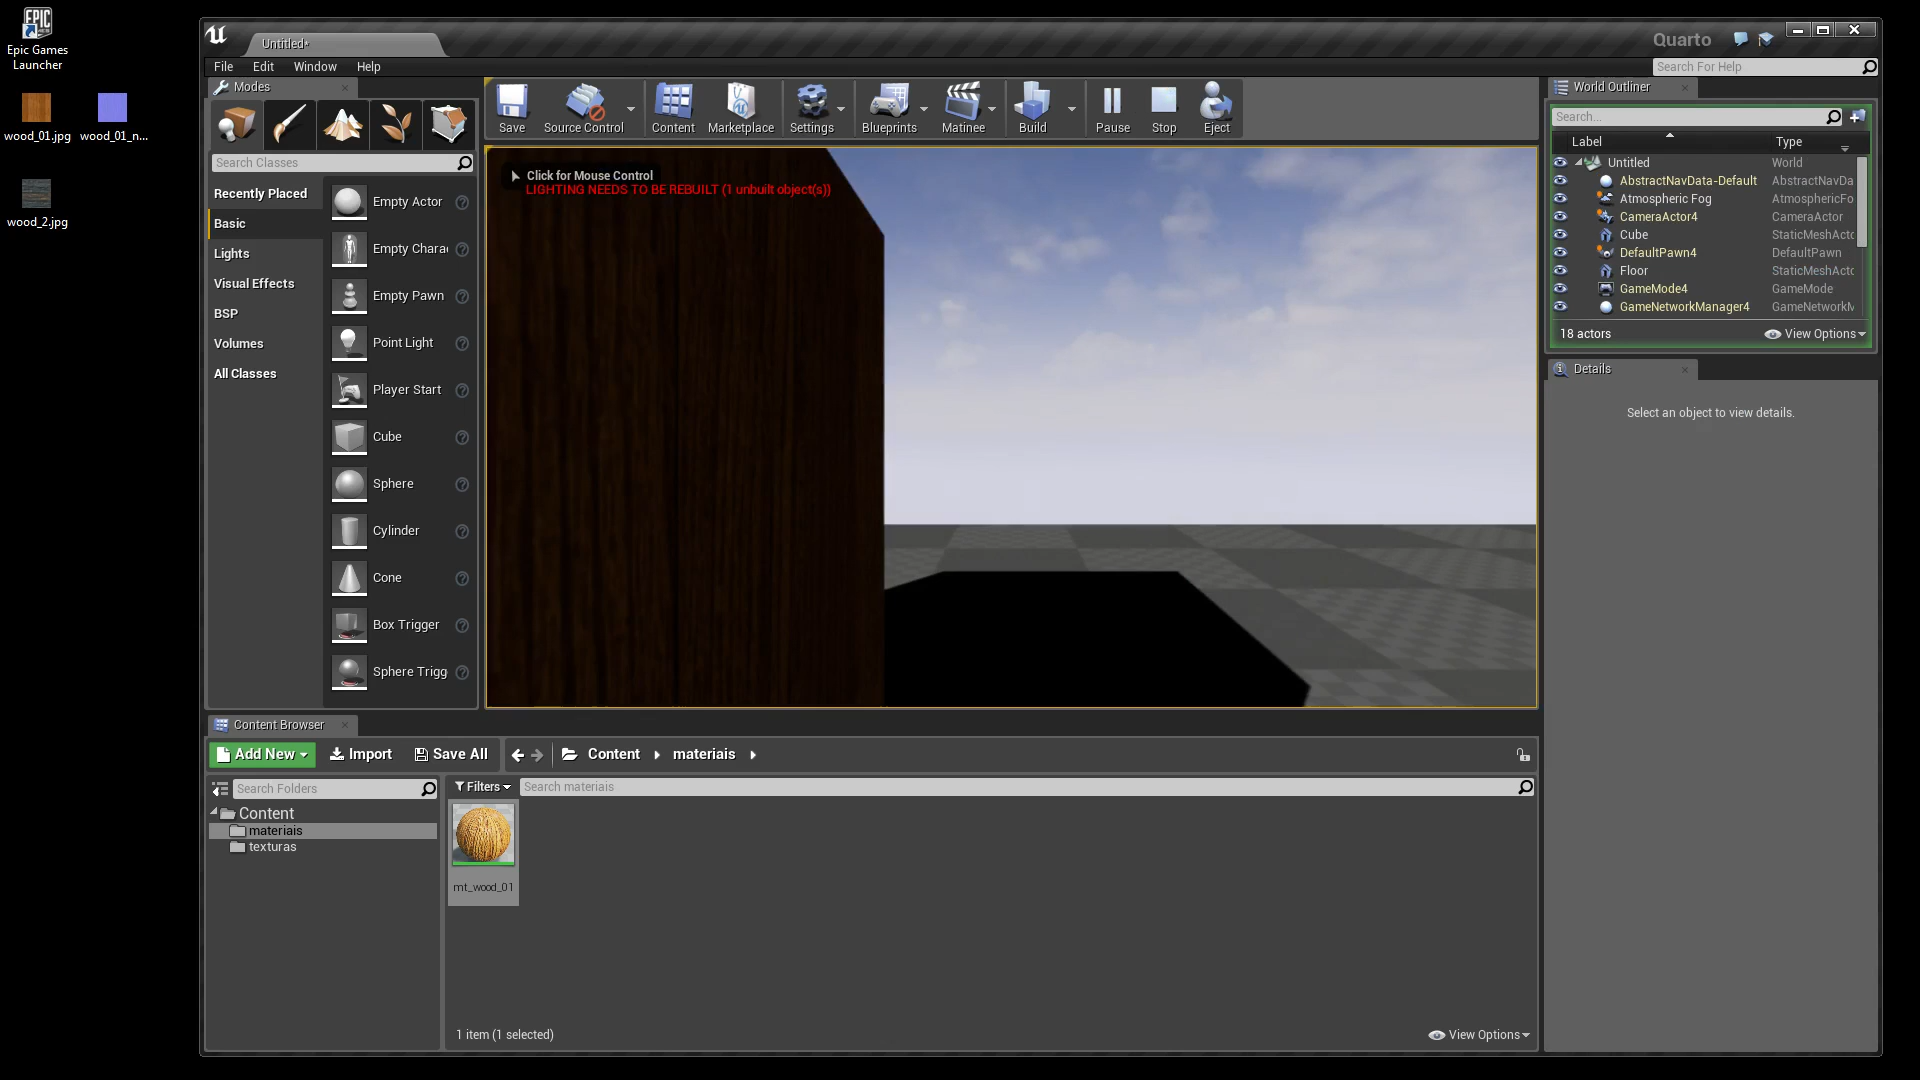 Epic Games
Launcher
wood_01.jpg
wood_01_n...
wood_2.jpg
Untitled*
Quarto
File
Edit
Window
Help
Search For Help
Modes
Search Classes
Recently Placed
Basic
Lights
Visual Effects
BSP
Volumes
All Classes
Empty Actor
Empty Chara
Empty Pawn
Point Light
Player Start
Cube
Sphere
Cylinder
Cone
Box Trigger
Sphere Trigg
Save
Source Control
Content
Marketplace
Settings
Blueprints
Matinee
Build
Pause
Stop
Eject
Click for Mouse Control
LIGHTING NEEDS TO BE REBUILT (1 unbuilt object(s))
World Outliner
Search...
Label
Type
Untitled
World
AbstractNavData-Default
AbstractNavDa
Atmospheric Fog
AtmosphericFo
CameraActor4
CameraActor
Cube
StaticMeshActo
DefaultPawn4
DefaultPawn
Floor
StaticMeshActo
GameMode4
GameMode
GameNetworkManager4
GameNetworkM
18 actors
View Options
Details
Select an object to view details.
Content Browser
Add New
Import
Save All
Content
materiais
Search Folders
Filters
Search materiais
Content
materiais
texturas
mt_wood_01
1 item (1 selected)
View Options